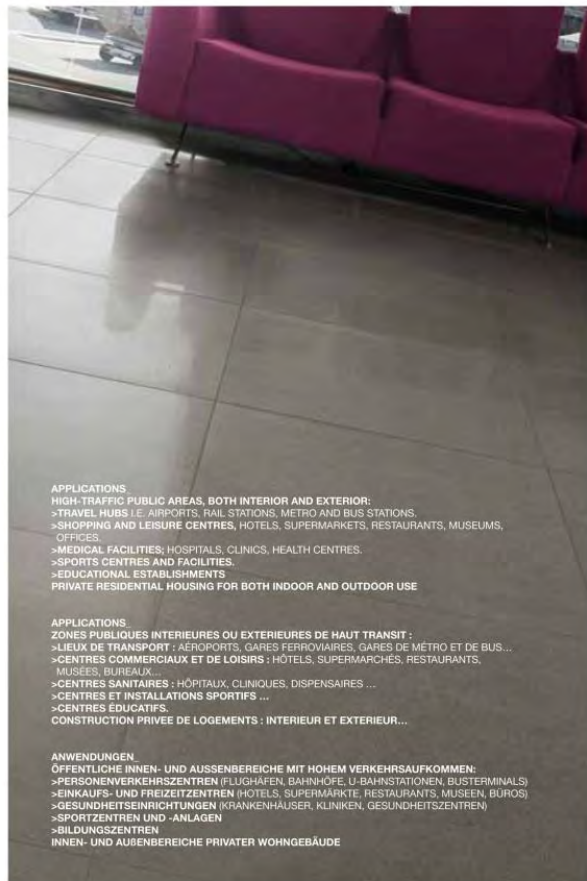 APPLICATIONS_
HIGH-TRAFFIC PUBLIC AREAS, BOTH INTERIOR AND EXTERIOR:
>TRAVEL HUBS I.E. AIRPORTS, RAIL STATIONS, METRO AND BUS STATIONS.
>SHOPPING AND LEISURE CENTRES, HOTELS, SUPERMARKETS, RESTAURANTS, MUSEUMS,
OFFICES.
>MEDICAL FACILITIES; HOSPITALS, CLINICS, HEALTH CENTRES.
>SPORTS CENTRES AND FACILITIES.
>EDUCATIONAL ESTABLISHMENTS
PRIVATE RESIDENTIAL HOUSING FOR BOTH INDOOR AND OUTDOOR USE
APPLICATIONS_
ZONES PUBLIQUES INTERIEURES OU EXTERIEURES DE HAUT TRANSIT :
>LIEUX DE TRANSPORT : AÉROPORTS, GARES FERROVIAIRES, GARES DE MÉTRO ET DE BUS...
>CENTRES COMMERCIAUX ET DE LOISIRS : HÔTELS, SUPERMARCHÉS, RESTAURANTS,
MUSÉES, BUREAUX...
>CENTRES SANITAIRES : HÔPITAUX, CLINIQUES, DISPENSAIRES ...
>CENTRES ET INSTALLATIONS SPORTIFS ...
>CENTRES ÉDUCATIFS.
CONSTRUCTION PRIVEE DE LOGEMENTS : INTERIEUR ET EXTERIEUR...
ANWENDUNGEN_
ÖFFENTLICHE INNEN- UND AUSSENBEREICHE MIT HOHEM VERKEHRSAUFKOMMEN:
>PERSONENVERKEHRSZENTREN (FLUGHÄFEN, BAHNHÖFE, U-BAHNSTATIONEN, BUSTERMINALS)
>EINKAUFS- UND FREIZEITZENTREN (HOTELS, SUPERMÄRKTE, RESTAURANTS, MUSEEN, BÜROS)
>GESUNDHEITSEINRICHTUNGEN (KRANKENHÄUSER, KLINIKEN, GESUNDHEITSZENTREN)
>SPORTZENTREN UND -ANLAGEN
>BILDUNGSZENTREN
INNEN- UND AUßENBEREICHE PRIVATER WOHNGEBÄUDE